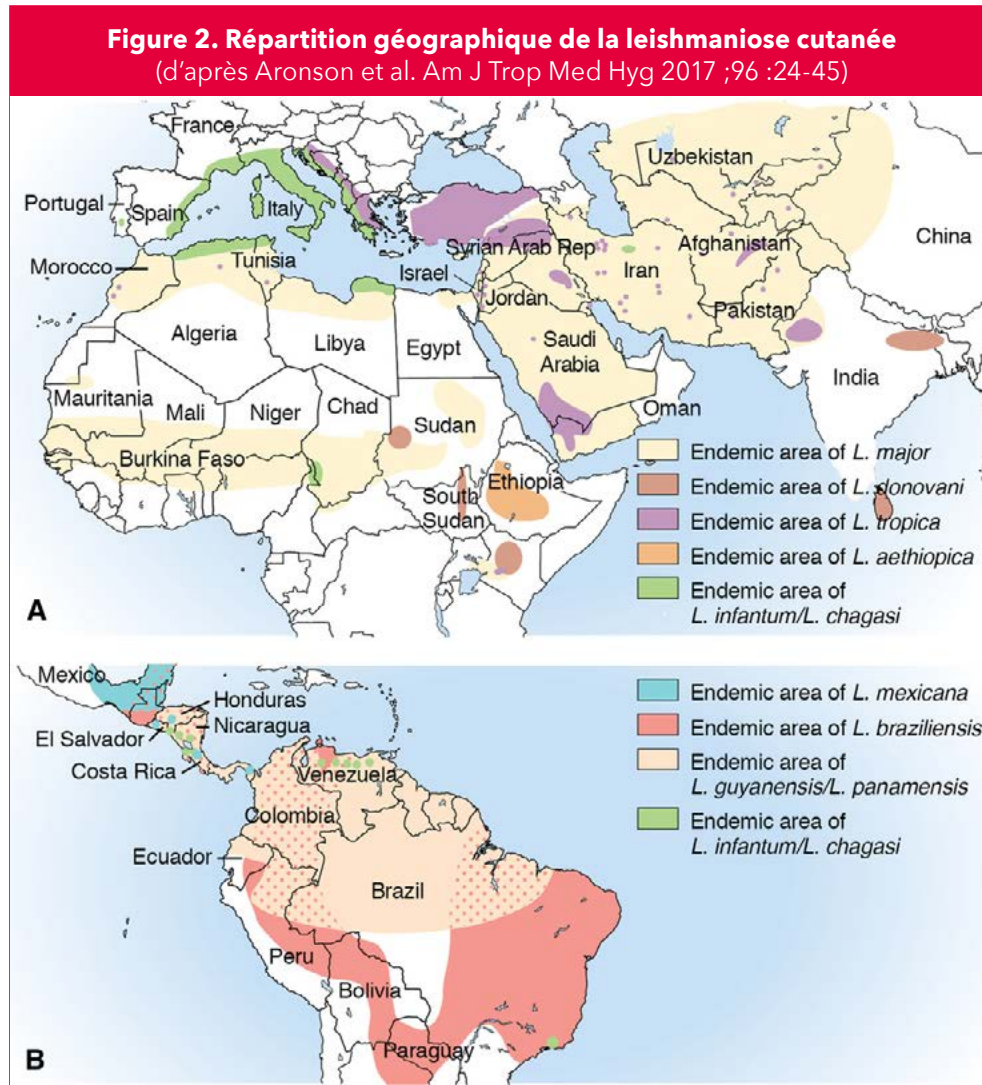 Figure 2. Répartition géographique de la leishmaniose cutanée
(d'après Aronson et al. Am J Trop Med Hyg 2017 ;96 :24-45)
France
Portugal
Spain
Italy
Uzbekistan
China
Morocco
Tunisia
Syrian Arab Rep
Afghanistan
Israel
Iran
Jordan
Pakistan
Algeria
Libya
Egypt
Saudi
Arabia
India
Mauritania
Mali
Niger
Chad
Sudan
Oman
Burkina Faso
Ethiopia
South
Sudan
Endemic area of L. major
Endemic area of L. donovani
Endemic area of L. tropica
Endemic area of L. aethiopica
Endemic area of
L. infantum/L. chagasi
A
Mexico
Honduras
Nicaragua
El Salvador
Costa Rica
Venezuela
Colombia
Ecuador
Brazil
Peru
Bolivia
Paraguay
Endemic area of L. mexicana
Endemic area of L. braziliensis
Endemic area of
L. guyanensis/L. panamensis
Endemic area of
L. infantum/L. chagasi
B